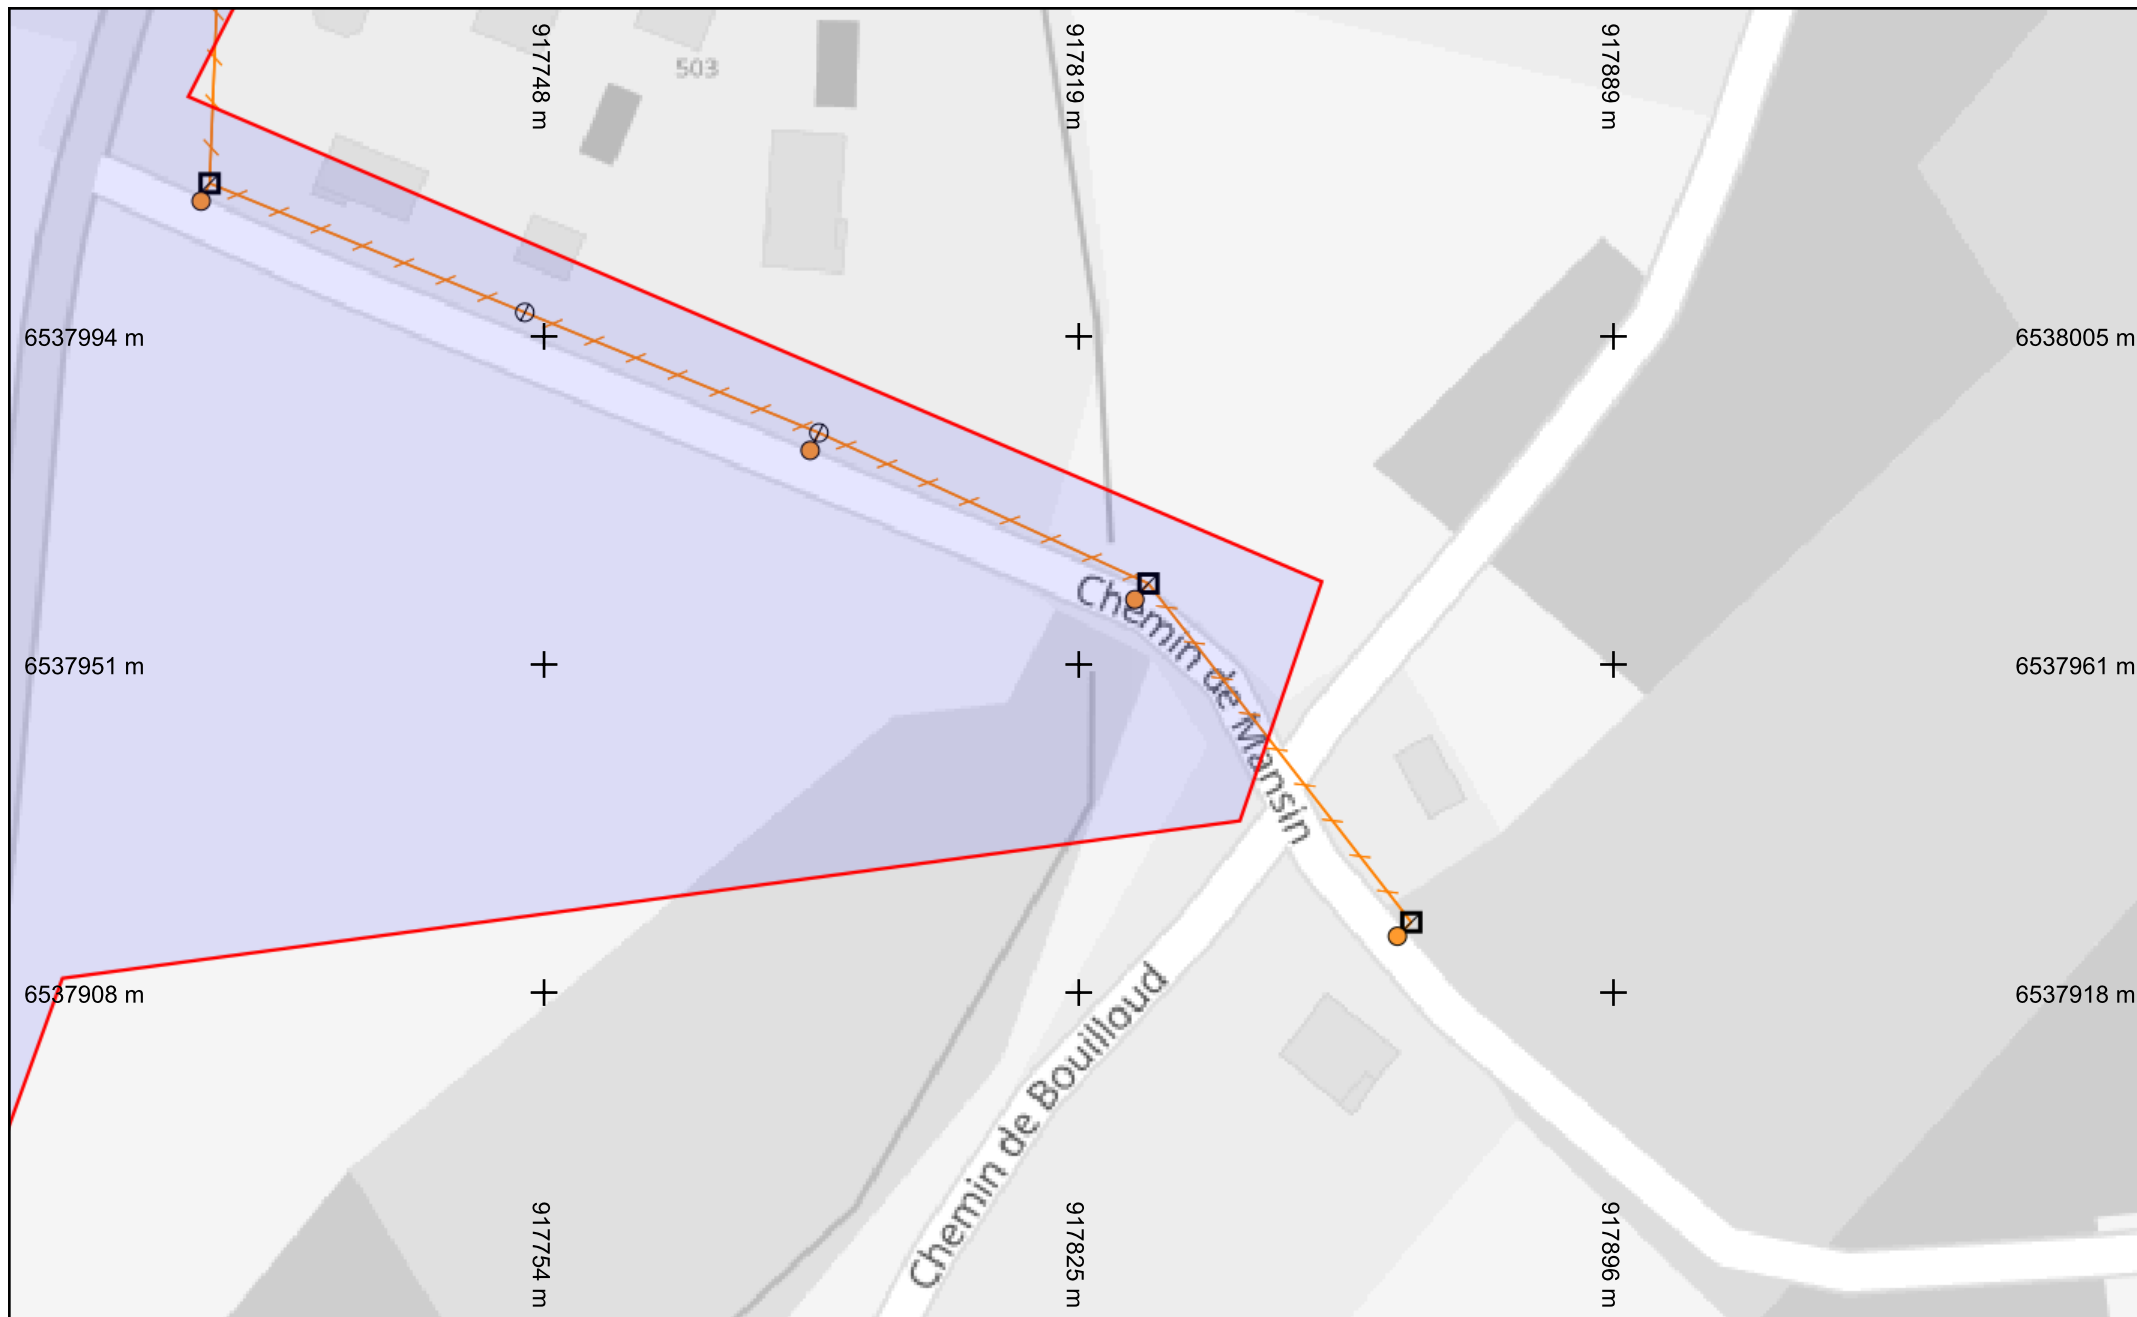 917748 m
917819 m
917889 m
503
6537994 m
6538005 m
Chemin de Mansin
6537951 m
6537961 m
6537908 m
6537918 m
Chemin de Bouilloud
917754 m
917825 m
917896 m